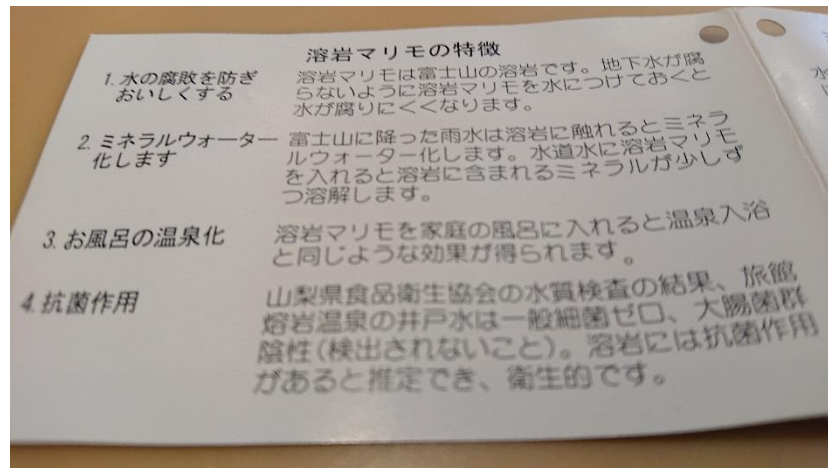 溶岩マリモの特徴
1. 水の腐敗を防ぎ
おいしくする
溶岩マリモは富士山の溶岩です。地下水が腐
らないように溶岩マリモを水につけておくと
水が腐りにくくなります。
2. ミネラルウォーター
化します
富士山に降った雨水は溶岩に触れるとミネラ
ルウォーター化します。水道水に溶岩マリモ
を入れると溶岩に含まれるミネラルが少しず
つ溶解します。
3. お風呂の温泉化
溶岩マリモを家庭の風呂に入れると温泉入浴
と同じような効果が得られます。
4. 抗菌作用
山梨県食品衛生協会の水質検査の結果、旅館
熔岩温泉の井戸水は一般細菌ゼロ、大腸菌群
陰性(検出されないこと)。溶岩には抗菌作用
があると推定でき、衛生的です。